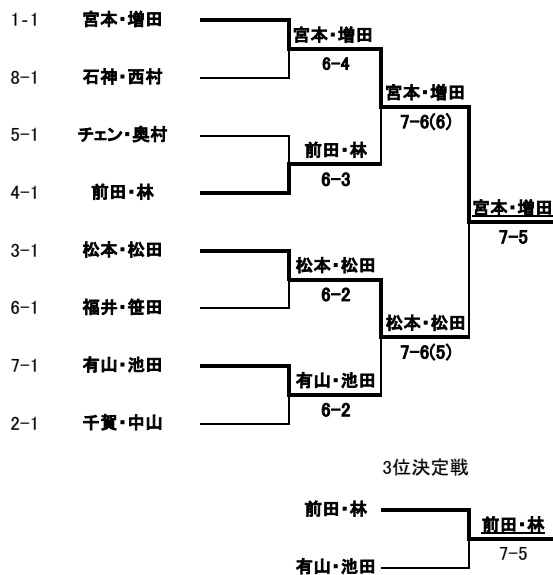 1-1 宮本・増田
宮本・増田
6-4
8-1 石神・西村
宮本・増田
7-6(6)
5-1 チェン・奥村
前田・林
6-3
4-1 前田・林
宮本・増田
7-5
3-1 松本・松田
松本・松田
6-2
6-1 福井・笹田
松本・松田
7-6(5)
7-1 有山・池田
有山・池田
6-2
2-1 千賀・中山
3位決定戦
前田・林
前田・林
7-5
有山・池田